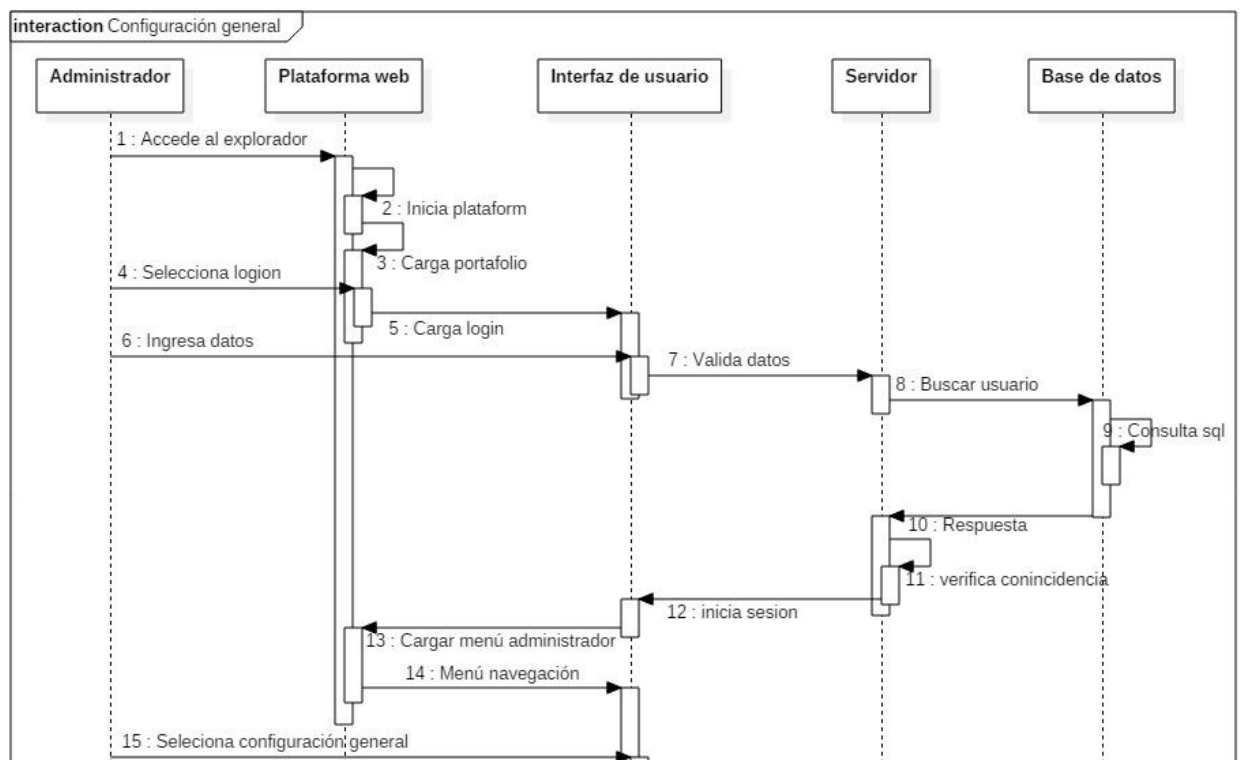 interaction Configuración general
Administrador
Plataforma web
Interfaz de usuario
Servidor
Base de datos
1 : Accede al explorador
2 : Inicia plataform
3 : Carga portafolio
4 : Selecciona logion
5 : Carga login
6 : Ingresa datos
7 : Valida datos
8 : Buscar usuario
9 : Consulta sql
10 : Respuesta
11 : verifica conincidencia
12 : inicia sesion
13 : Cargar menú administrador
14 : Menú navegación
15 : Seleciona configuración general